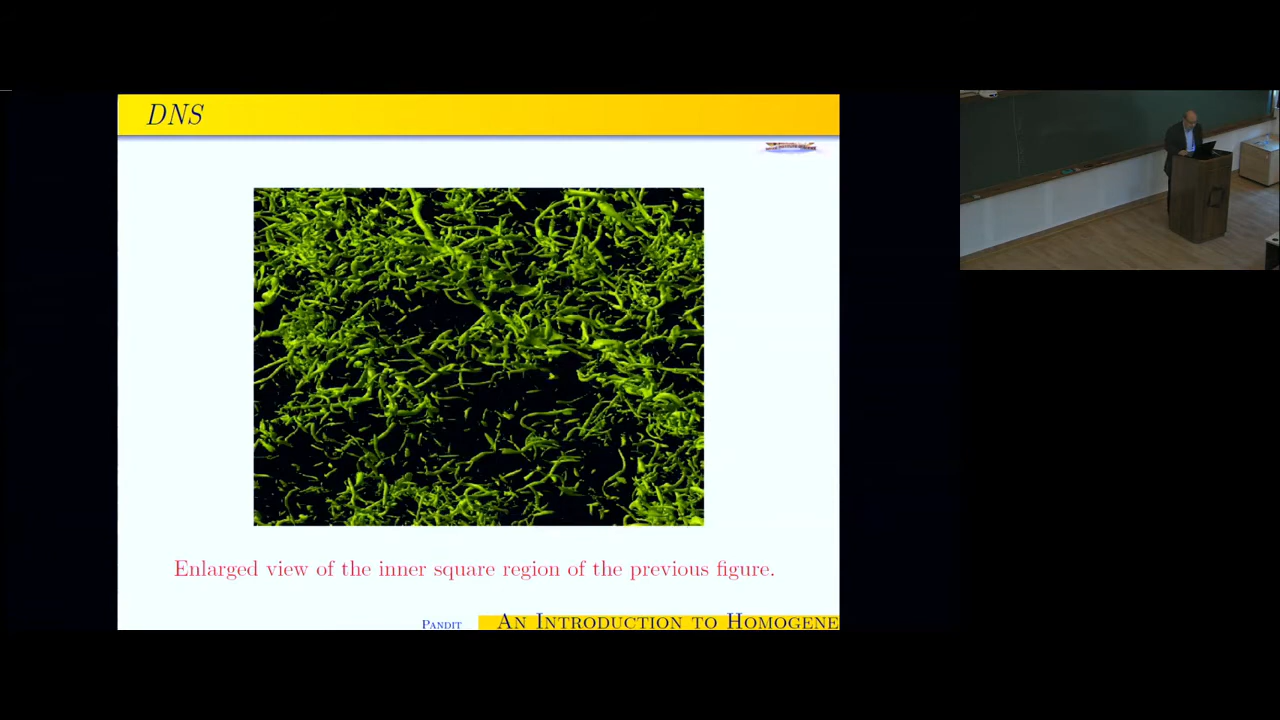 DNS
Enlarged view of the inner square region of the previous figure.
Pandit
An Introduction to Homogene